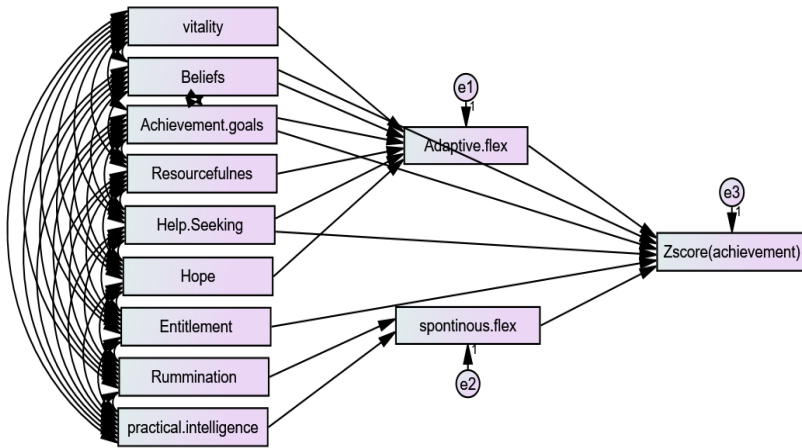 vitality
Beliefs
Achievement.goals
Resourcefulnes
Help.Seeking
Hope
Entitlement
Rummination
practical.intelligence
e1
1
Adaptive.flex
spontinous.flex
1
e2
e3
1
Zscore(achievement)